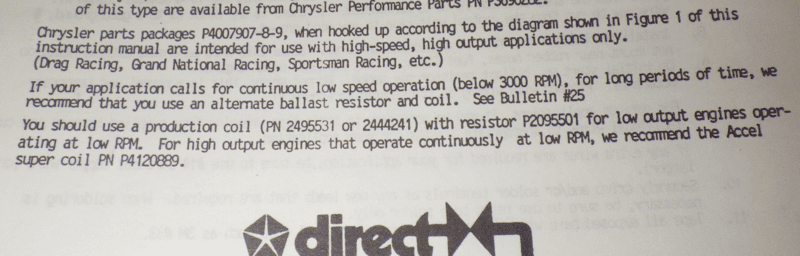 of this type are available from Chrysler Performance Parts PN P3690202.
Chrysler parts packages P4007907-8-9, when hooked up according to the diagram shown in Figure 1 of this
instruction manual are intended for use with high-speed, high output applications only.
(Drag Racing, Grand National Racing, Sportsman Racing, etc.)
If your application calls for continuous low speed operation (below 3000 RPM), for long periods of time, we
recommend that you use an alternate ballast resistor and coil. See Bulletin #25
You should use a production coil (PN 2495531 or 2444241) with resistor P2095501 for low output engines oper-
ating at low RPM. For high output engines that operate continuously at low RPM, we recommend the Accel
super coil PN P4120889.
direct